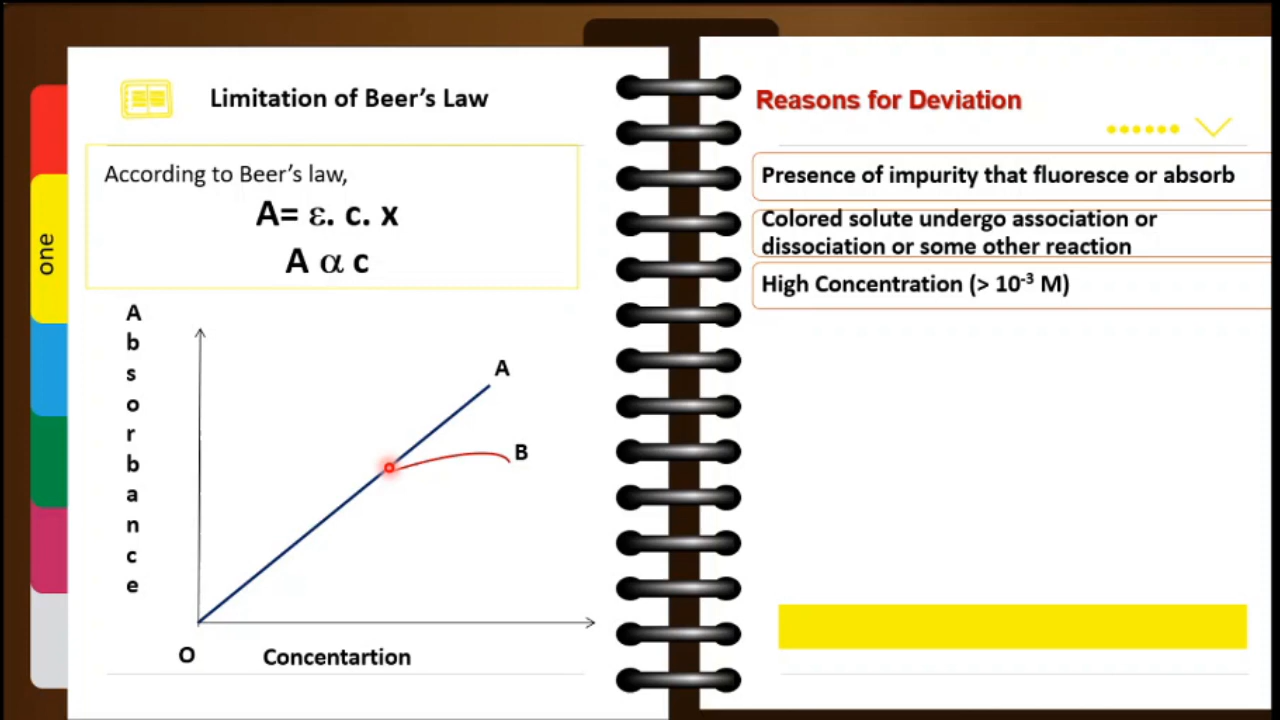 one
Limitation of Beer’s Law
According to Beer’s law,
A= ε. c. x
A α c
Absorbance
A
B
O
Concentartion
Reasons for Deviation
Presence of impurity that fluoresce or absorb
Colored solute undergo association or
dissociation or some other reaction
High Concentration (> 10⁻³ M)